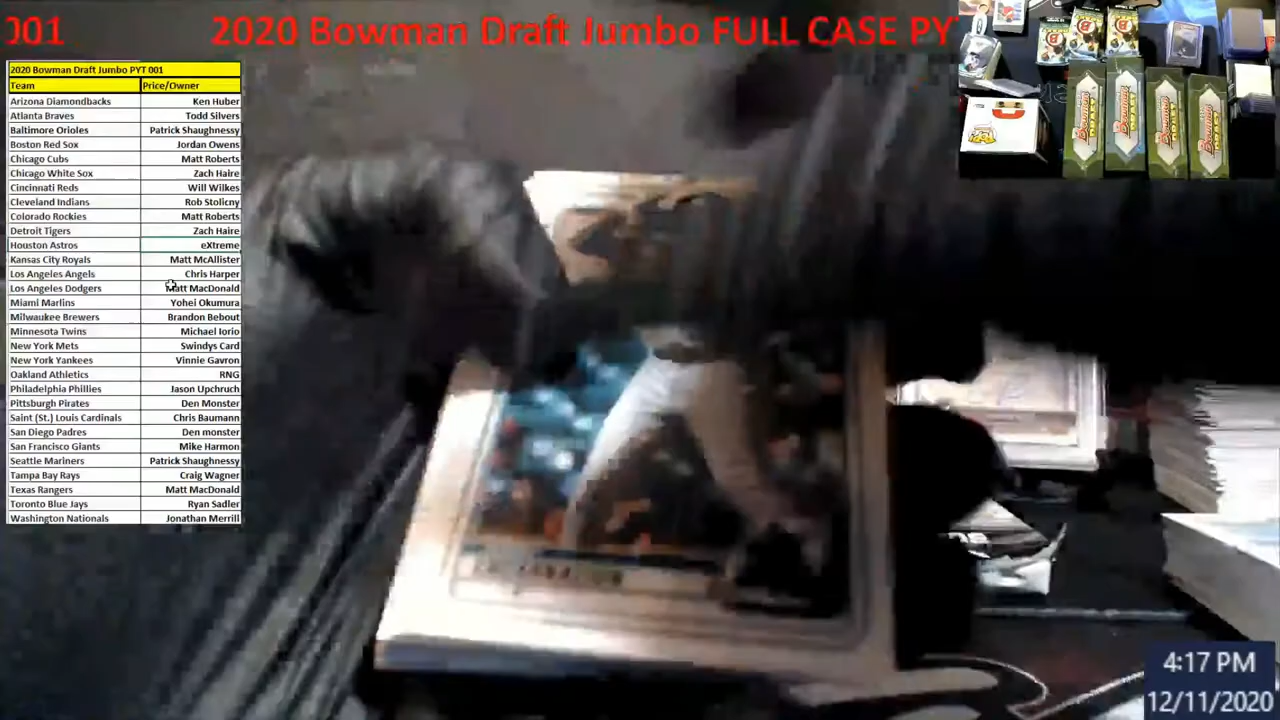 001 2020 Bowman Draft Jumbo FULL CASE PY
2020 Bowman Draft Jumbo PYT 001
Team Price/Owner
Arizona Diamondbacks Ken Huber
Atlanta Braves Todd Silvers
Baltimore Orioles Patrick Shaughnessy
Boston Red Sox Jordan Owens
Chicago Cubs Matt Roberts
Chicago White Sox Zach Haire
Cincinnati Reds Will Wilkes
Cleveland Indians Rob Stolicny
Colorado Rockies Matt Roberts
Detroit Tigers Zach Haire
Houston Astros eXtreme
Kansas City Royals Matt McAllister
Los Angeles Angels Chris Harper
Los Angeles Dodgers Matt MacDonald
Miami Marlins Yohei Okumura
Milwaukee Brewers Brandon Bebout
Minnesota Twins Michael Iorio
New York Mets Swindys Card
New York Yankees Vinnie Gavron
Oakland Athletics RNG
Philadelphia Phillies Jason Upchruch
Pittsburgh Pirates Den Monster
Saint (St.) Louis Cardinals Chris Baumann
San Diego Padres Den monster
San Francisco Giants Mike Harmon
Seattle Mariners Patrick Shaughnessy
Tampa Bay Rays Craig Wagner
Texas Rangers Matt MacDonald
Toronto Blue Jays Ryan Sadler
Washington Nationals Jonathan Merrill
4:17 PM
12/11/2020